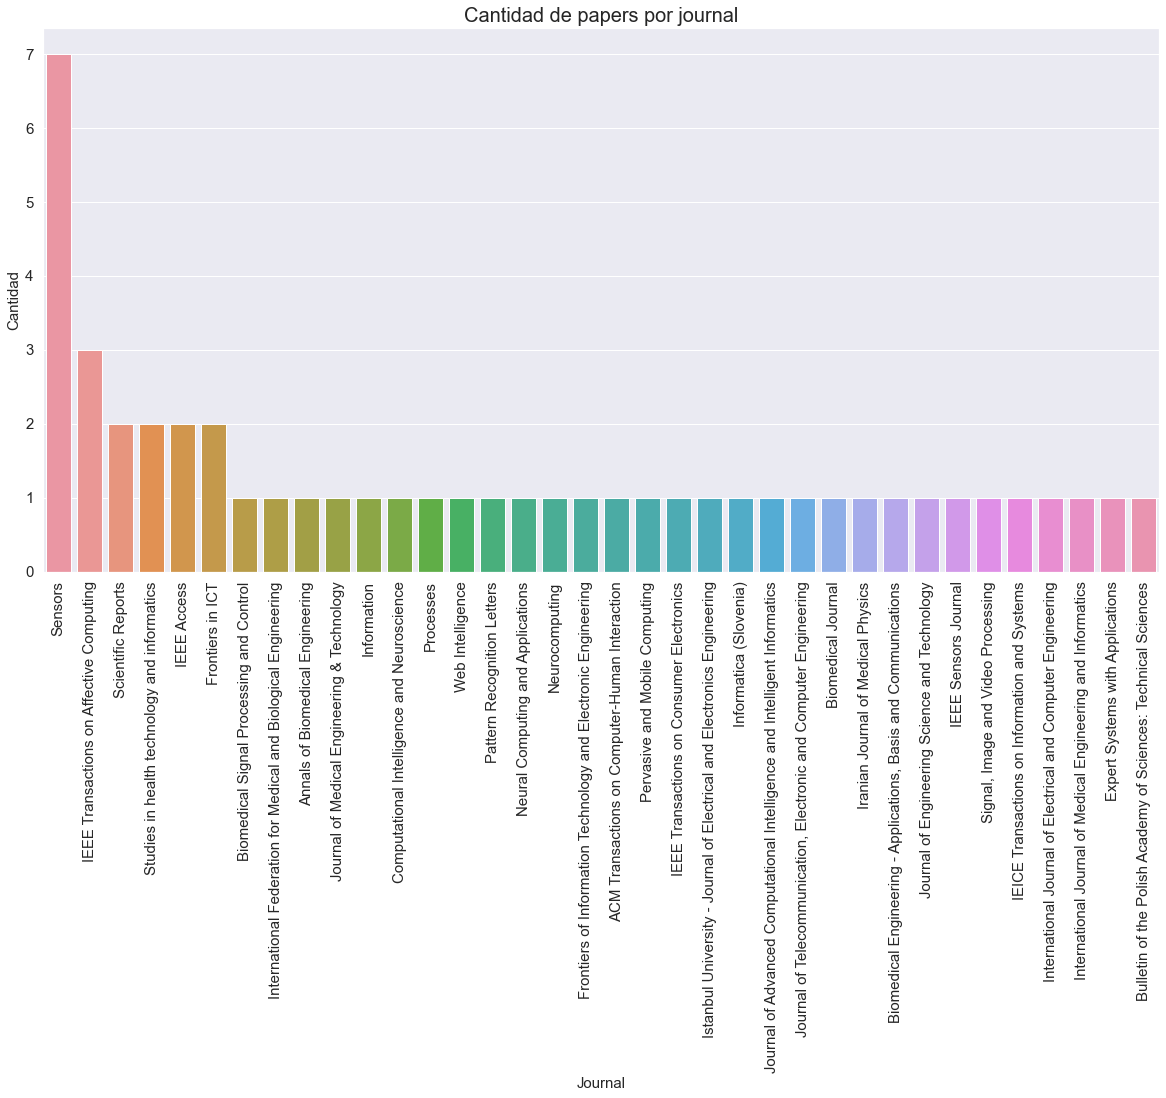 Cantidad de papers por journal
7
6
5
4
3
2
1
0
Cantidad
Sensors
IEEE Transactions on Affective Computing
Scientific Reports
Studies in health technology and informatics
IEEE Access
Frontiers in ICT
Biomedical Signal Processing and Control
International Federation for Medical and Biological Engineering
Annals of Biomedical Engineering
Journal of Medical Engineering & Technology
Information
Computational Intelligence and Neuroscience
Processes
Web Intelligence
Pattern Recognition Letters
Neural Computing and Applications
Neurocomputing
Frontiers of Information Technology and Electronic Engineering
ACM Transactions on Computer-Human Interaction
Pervasive and Mobile Computing
IEEE Transactions on Consumer Electronics
Istanbul University - Journal of Electrical and Electronics Engineering
Informatica (Slovenia)
Journal of Advanced Computational Intelligence and Intelligent Informatics
Journal of Telecommunication, Electronic and Computer Engineering
Biomedical Journal
Iranian Journal of Medical Physics
Biomedical Engineering - Applications, Basis and Communications
Journal of Engineering Science and Technology
IEEE Sensors Journal
Signal, Image and Video Processing
IEICE Transactions on Information and Systems
International Journal of Electrical and Computer Engineering
International Journal of Medical Engineering and Informatics
Expert Systems with Applications
Bulletin of the Polish Academy of Sciences: Technical Sciences
Journal